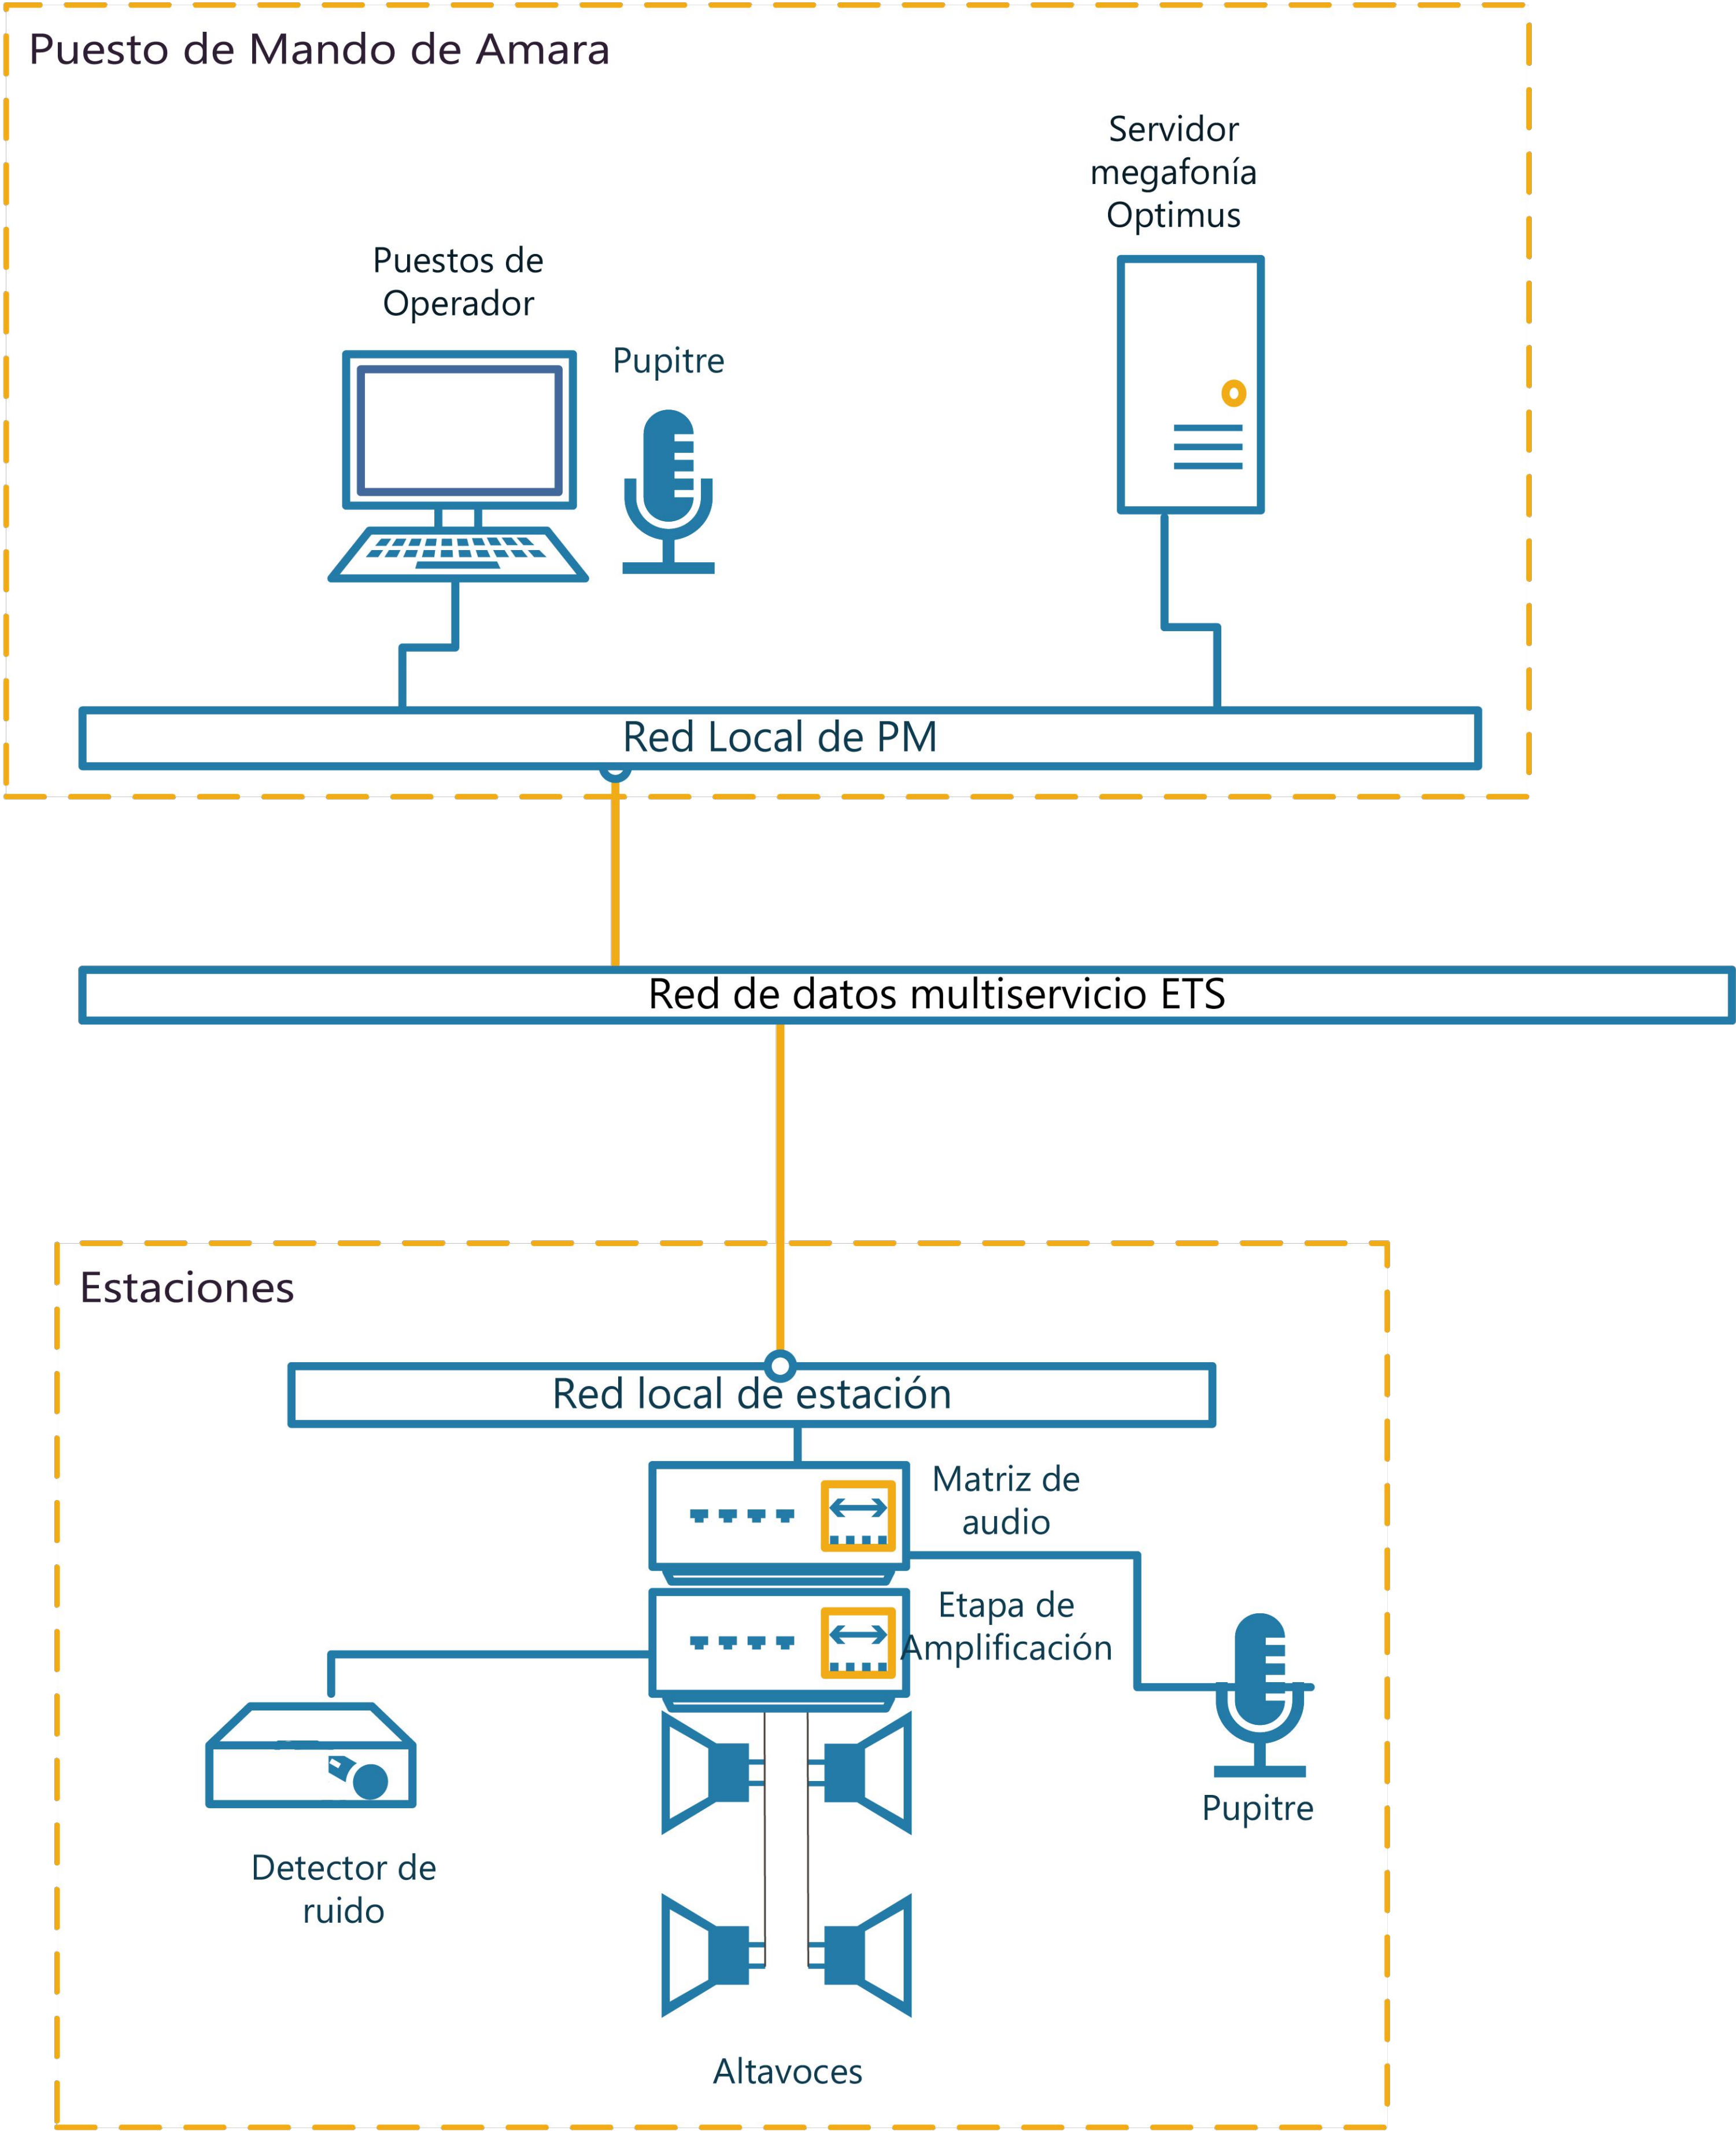 Puesto de Mando de Amara
Servidor
megafonía
Optimus
Puestos de
Operador
Pupitre
Red Local de PM
Red de datos multiservicio ETS
Estaciones
Red local de estación
Matriz de
audio
Etapa de
Amplificación
Pupitre
Detector de
ruido
Altavoces